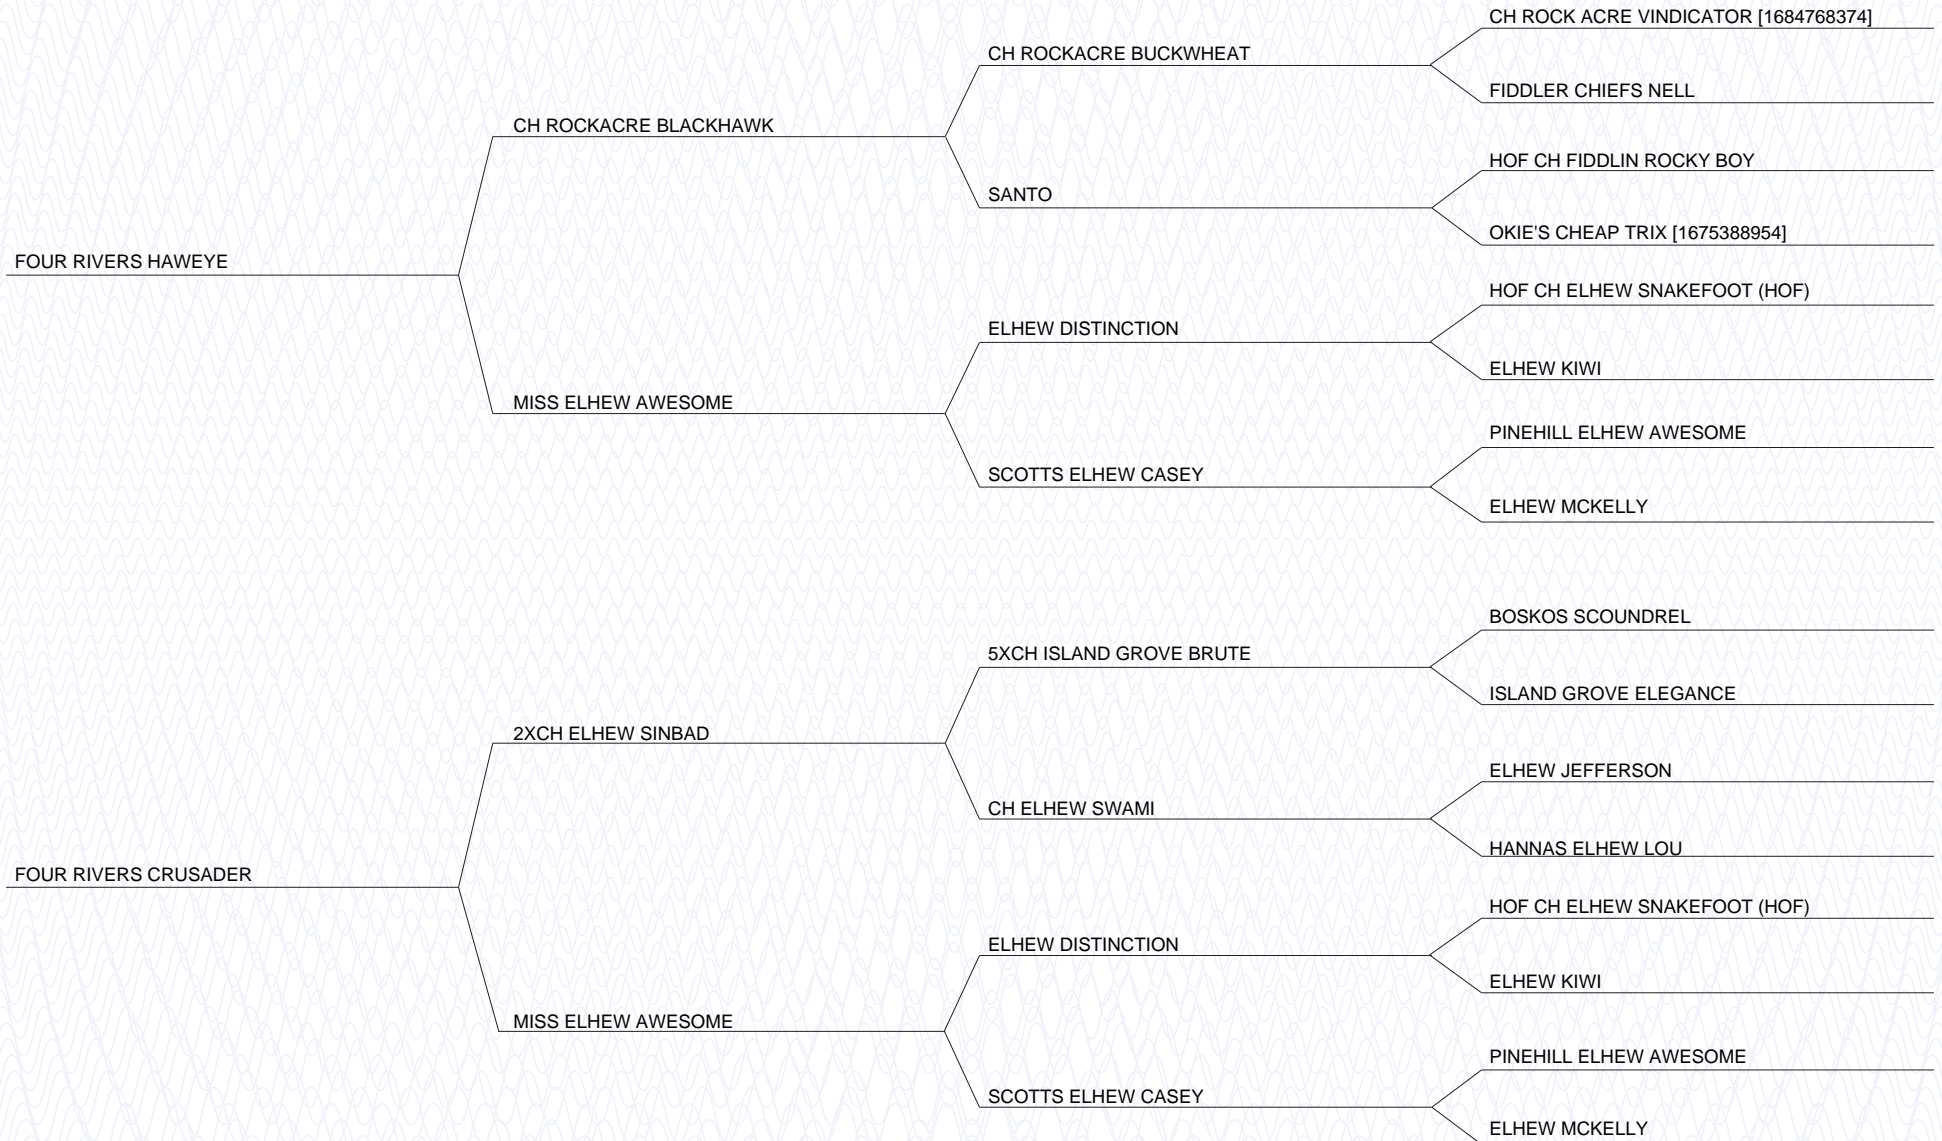 CH ROCK ACRE VINDICATOR [1684768374]
CH ROCKACRE BUCKWHEAT
FIDDLER CHIEFS NELL
CH ROCKACRE BLACKHAWK
HOF CH FIDDLIN ROCKY BOY
SANTO
OKIE'S CHEAP TRIX [1675388954]
FOUR RIVERS HAWEYE
HOF CH ELHEW SNAKEFOOT (HOF)
ELHEW DISTINCTION
ELHEW KIWI
MISS ELHEW AWESOME
PINEHILL ELHEW AWESOME
SCOTTS ELHEW CASEY
ELHEW MCKELLY
BOSKOS SCOUNDREL
5XCH ISLAND GROVE BRUTE
ISLAND GROVE ELEGANCE
2XCH ELHEW SINBAD
ELHEW JEFFERSON
CH ELHEW SWAMI
HANNAS ELHEW LOU
FOUR RIVERS CRUSADER
HOF CH ELHEW SNAKEFOOT (HOF)
ELHEW DISTINCTION
ELHEW KIWI
MISS ELHEW AWESOME
PINEHILL ELHEW AWESOME
SCOTTS ELHEW CASEY
ELHEW MCKELLY